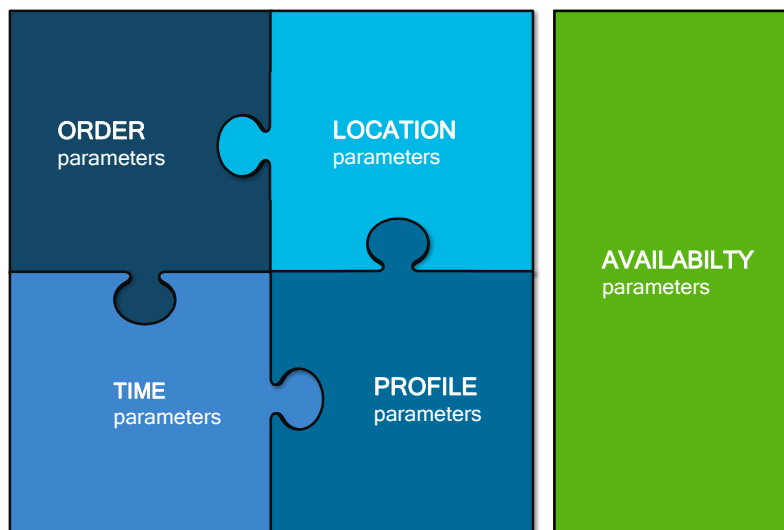 ORDER
parameters
LOCATION
parameters
AVAILABILTY
parameters
TIME
parameters
PROFILE
parameters